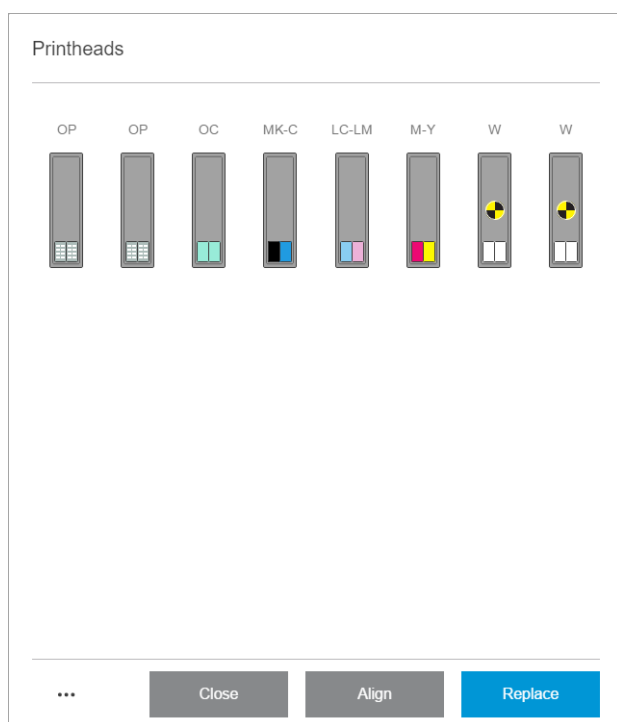 Printheads
OP OP OC MK-C LC-LM M-Y W W
... Close Align Replace